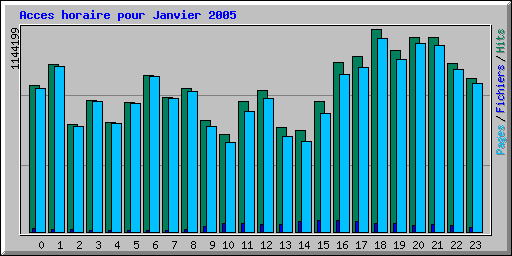 Acces horaire pour Janvier 2005
1144199
0 1 2 3 4 5 6 7 8 9 10 11 12 13 14 15 16 17 18 19 20 21 22 23
Pages/Fichiers/Hits